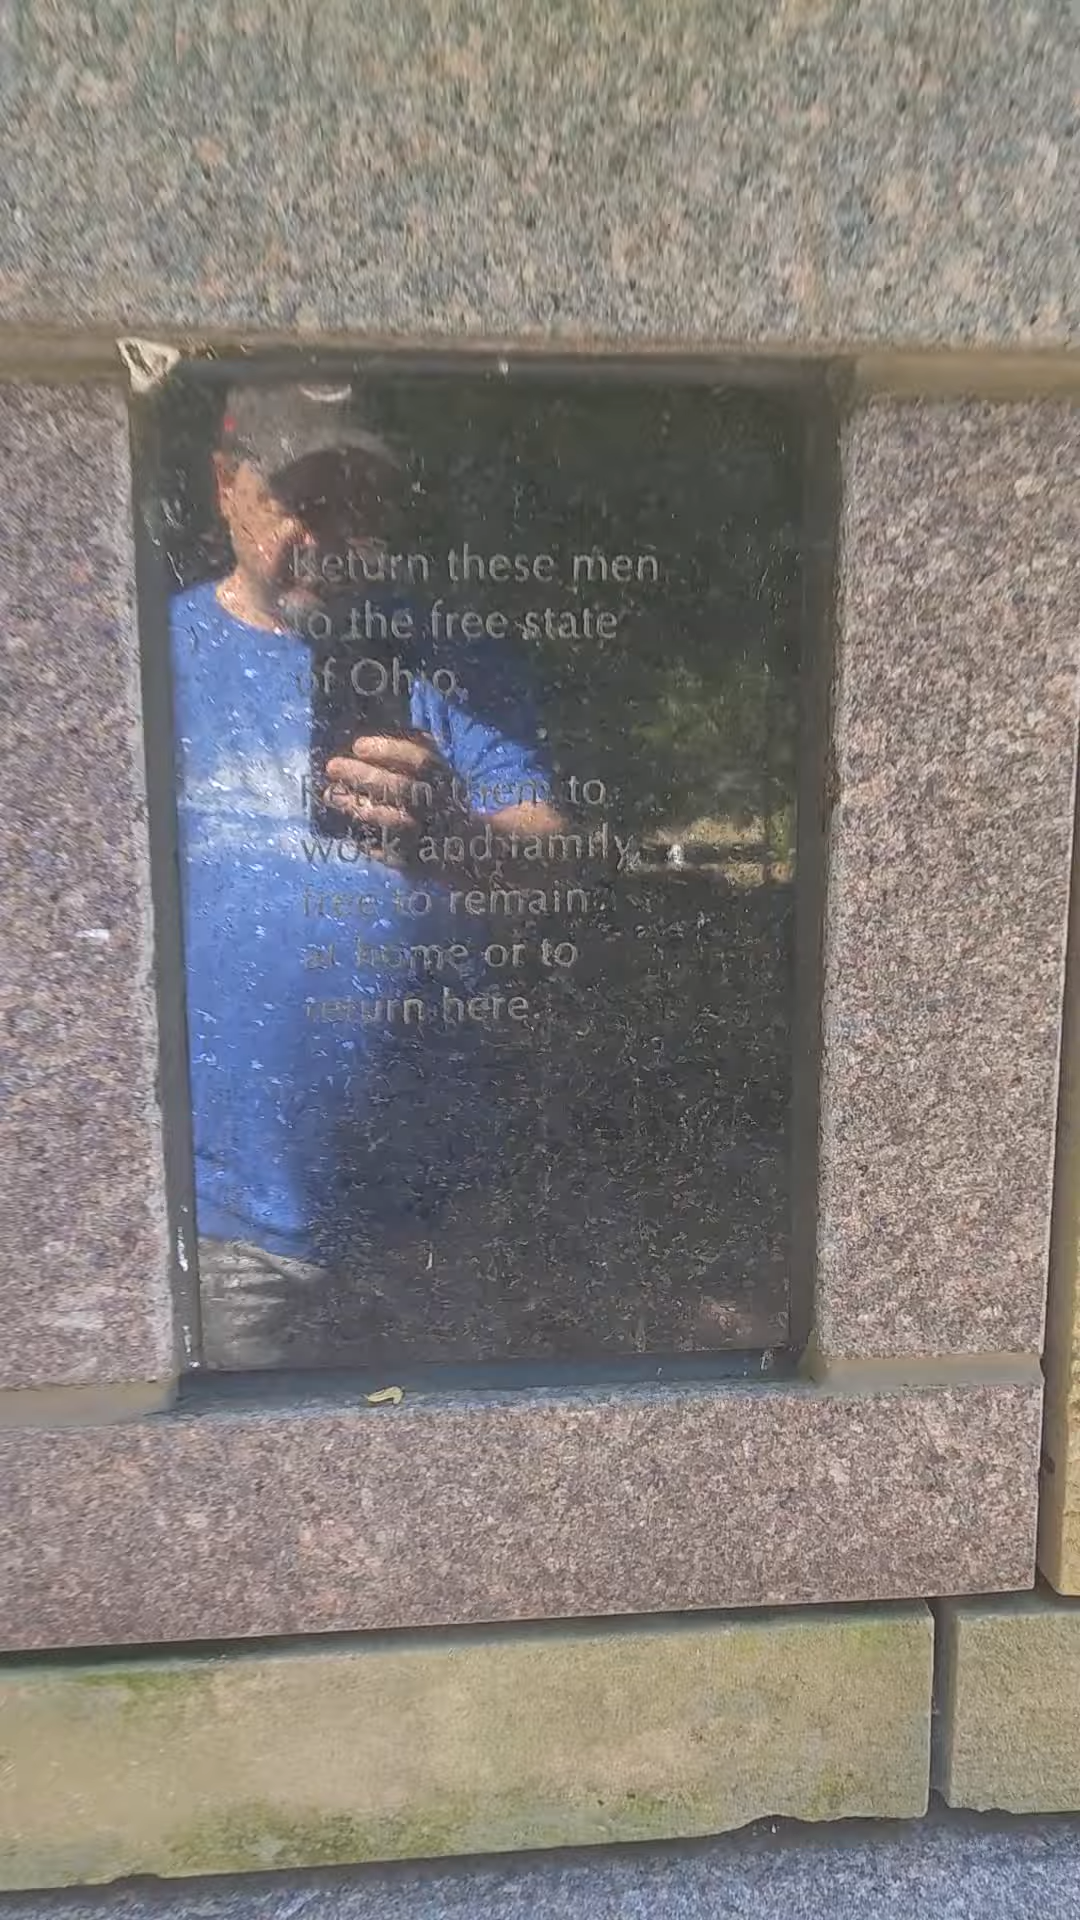 Return these men
to the free state
of Ohio.
Return them to
work and family
free to remain
at home or to
return here.